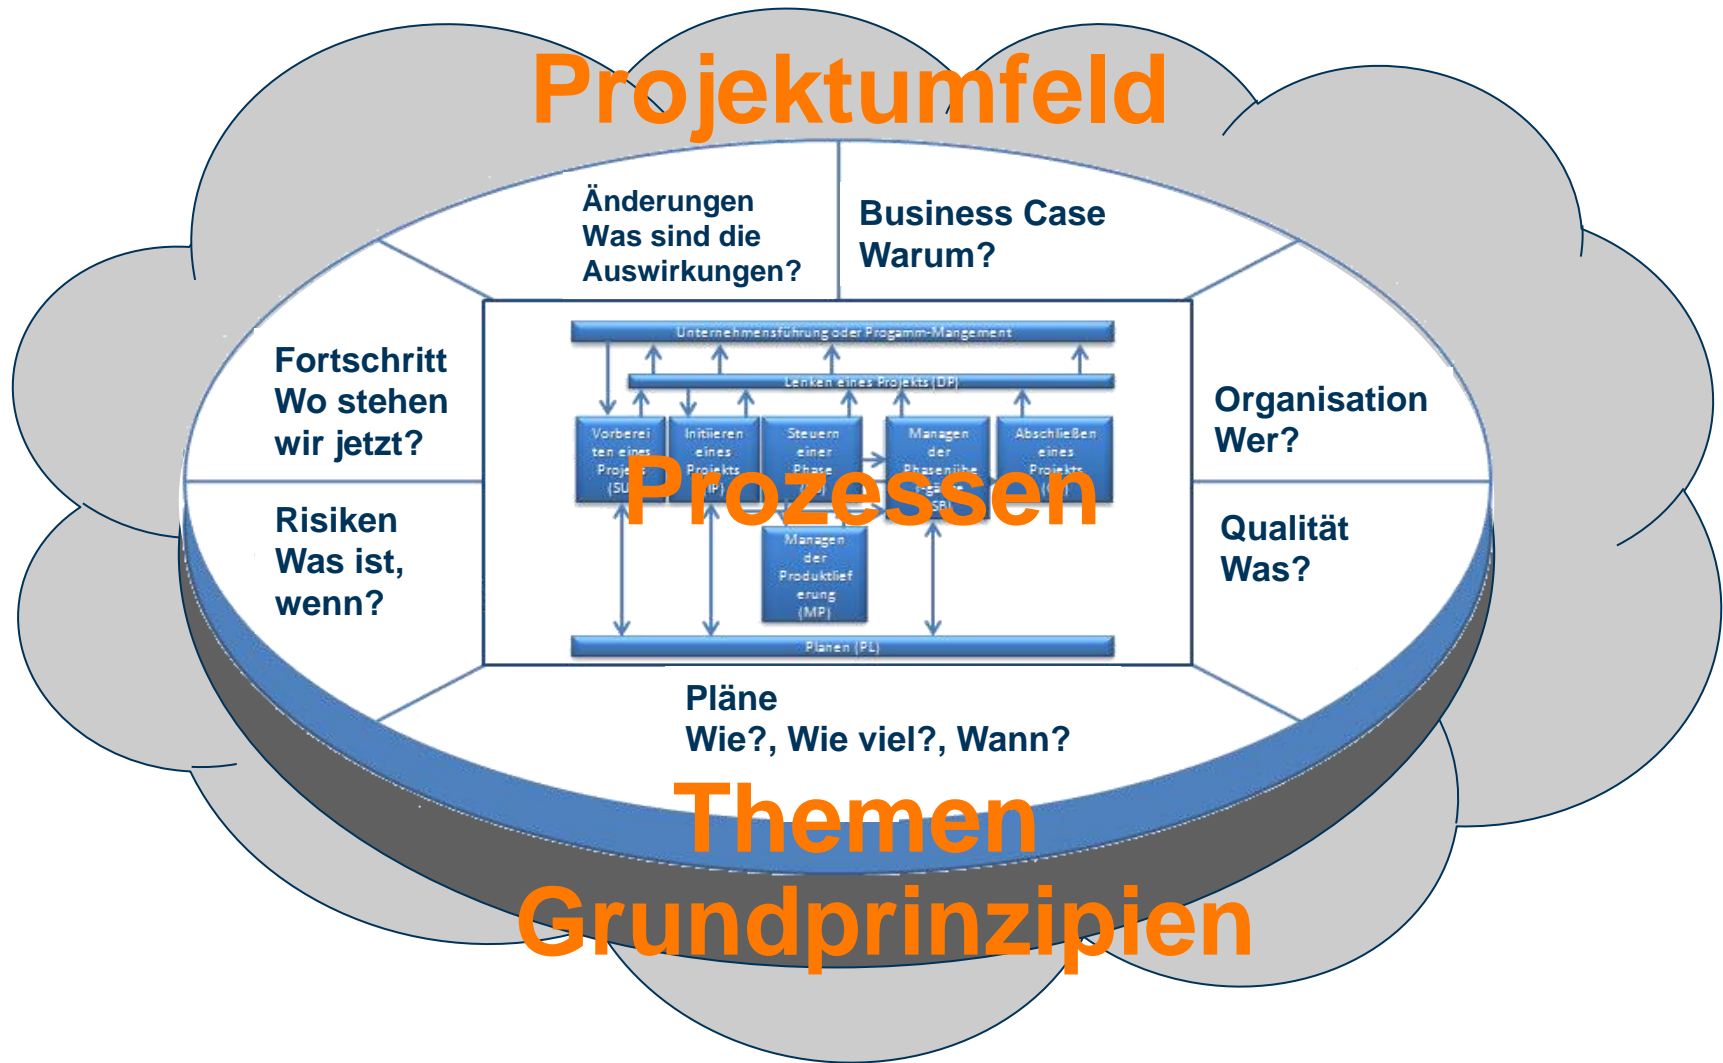 Projektumfeld
Änderungen
Was sind die
Auswirkungen?
Business Case
Warum?
Fortschritt
Wo stehen
wir jetzt?
Organisation
Wer?
Risiken
Was ist,
wenn?
Qualität
Was?
Unternehmensführung oder Progamm-Mangement
Lenken eines Projekts (DP)
Vorberei
ten eines
(SU
Initiieren
eines
Projekts
Steuern
einer
Phase
Managen
der
Abschließen
eines
Projekts
Prozessen
Managen
der
Produktlief
erung
(MP)
Planen (PL)
Pläne
Wie?, Wie viel?, Wann?
Themen
Grundprinzipien